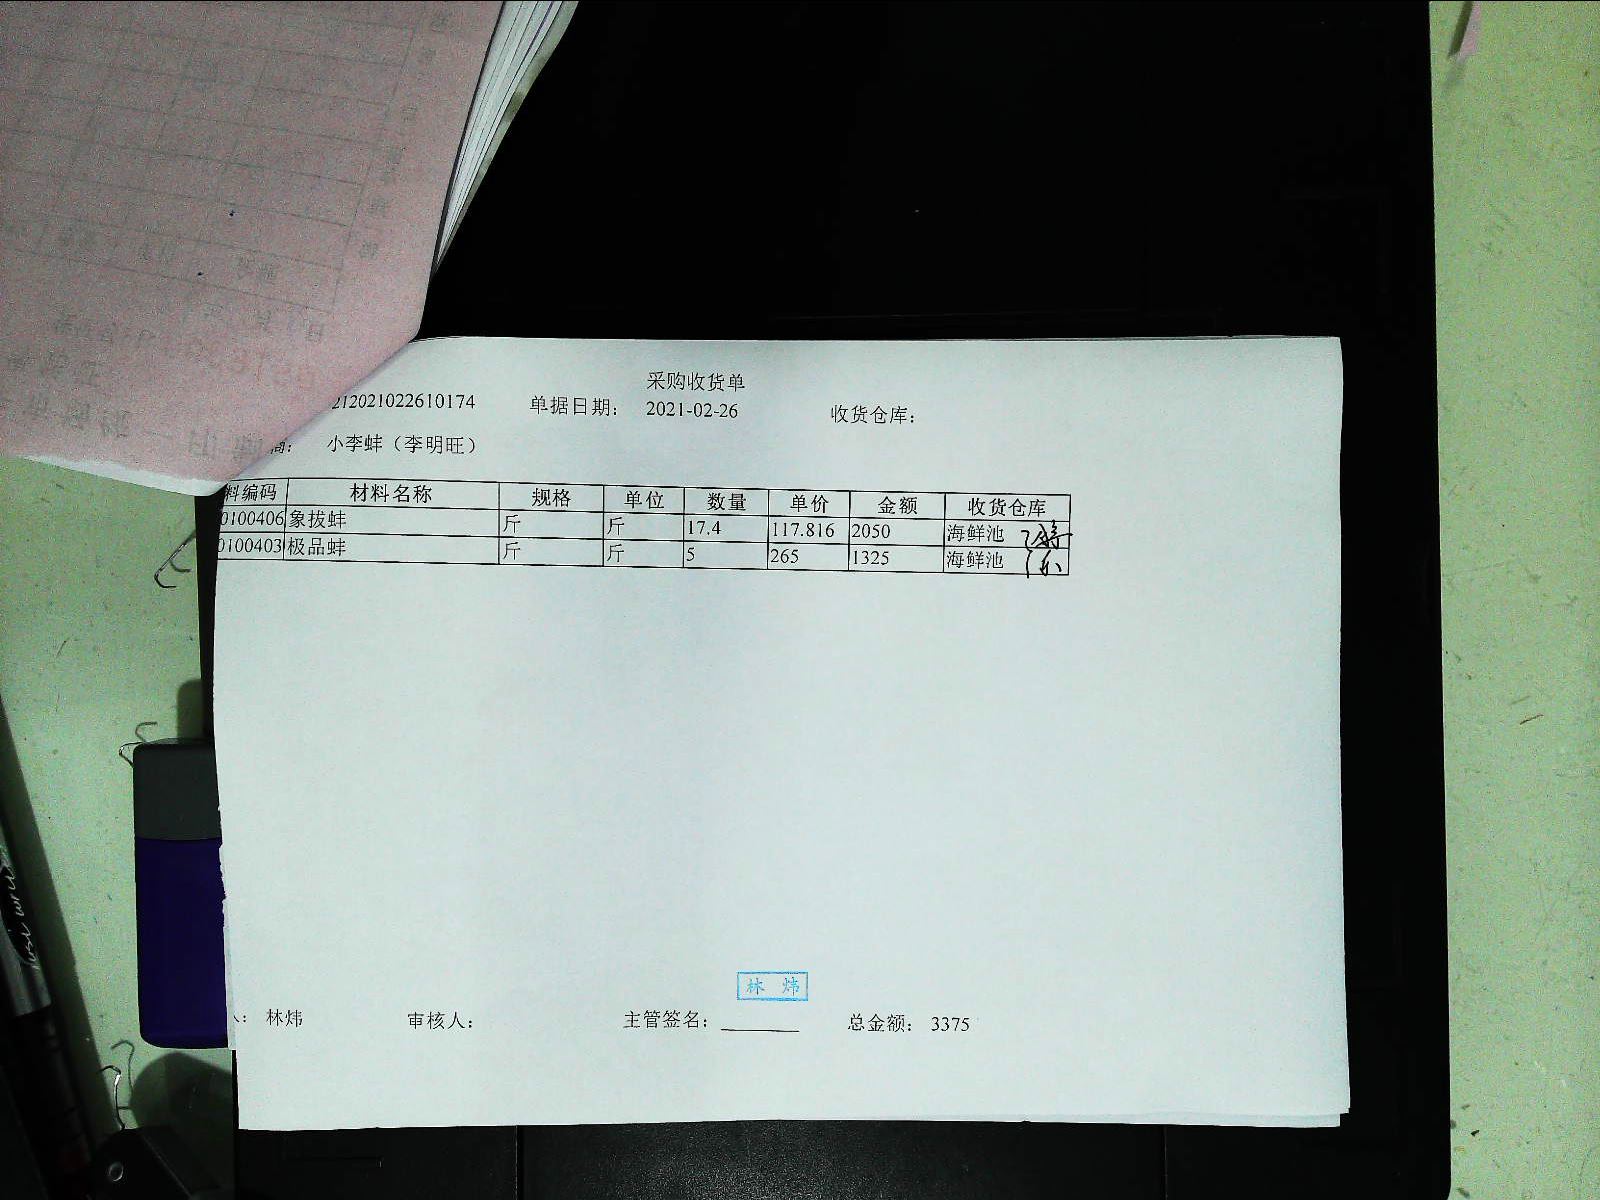 采购收货单
212021022610174 单据日期: 2021-02-26 收货仓库:
商: 小李蚌（李明旺）
料编码 材料名称 规格 单位 数量 单价 金额 收货仓库
0100406 象拔蚌 斤 斤 17.4 117.816 2050 海鲜池
0100403 极品蚌 斤 斤 5 265 1325 海鲜池
林 炜
人: 林炜 审核人: 主管签名: 总金额: 3375